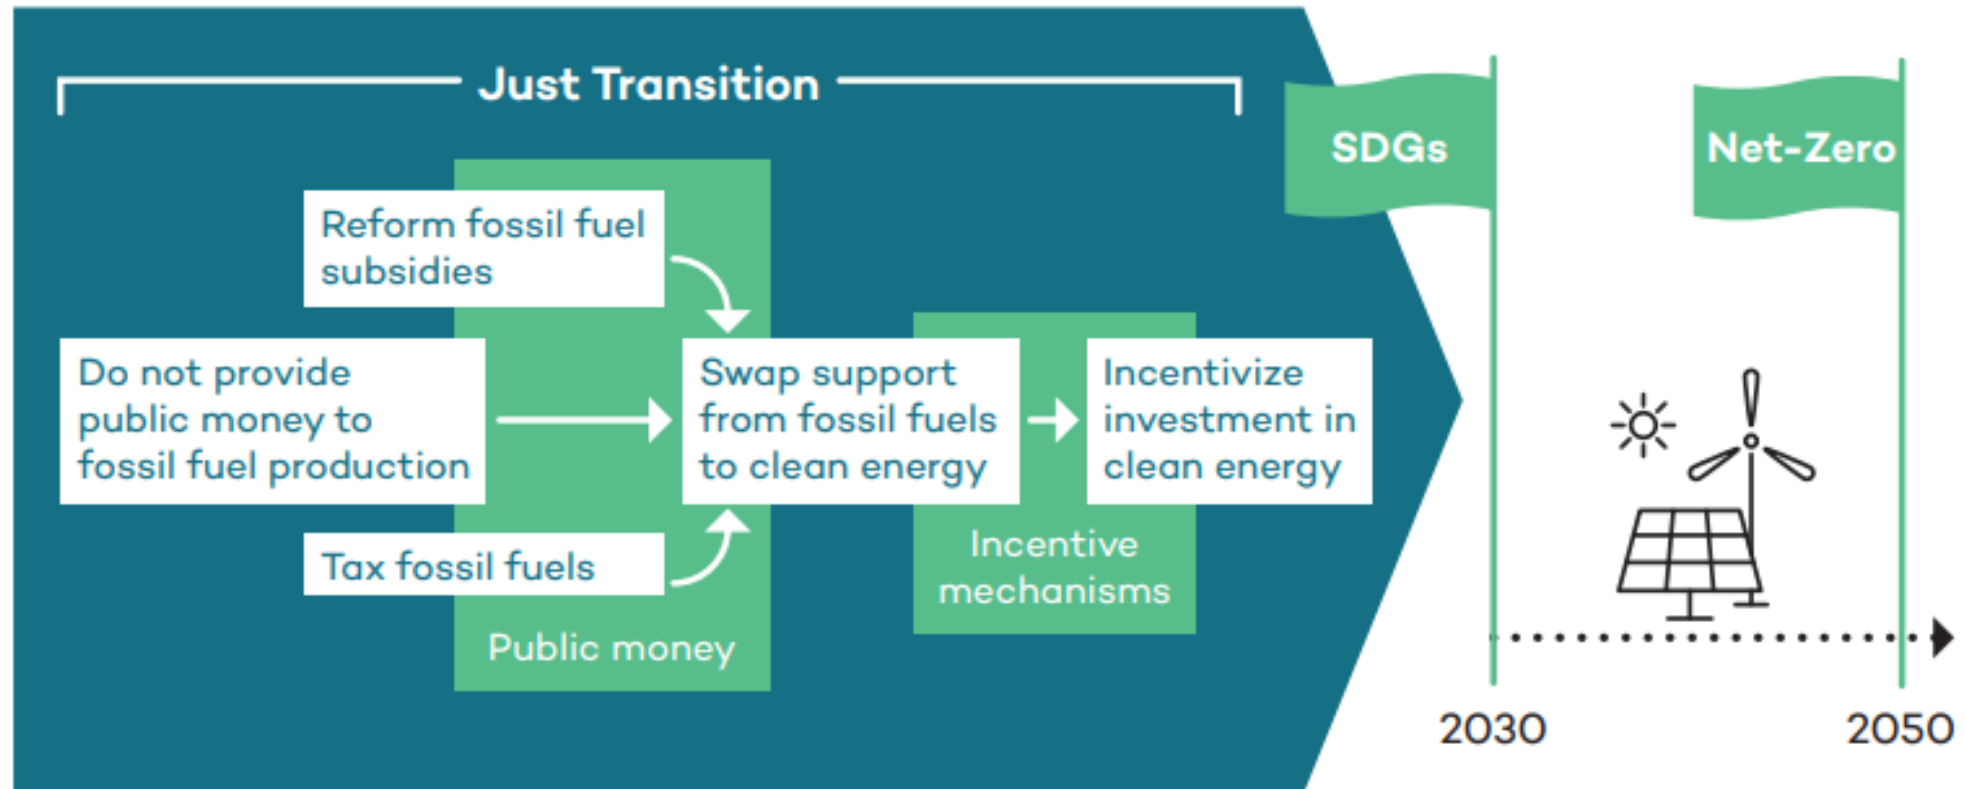 Just Transition
SDGs
Net-Zero
Reform fossil fuel
subsidies
Do not provide
public money to
fossil fuel production
Swap support
from fossil fuels
to clean energy
Incentivize
investment in
clean energy
Tax fossil fuels
Incentive
mechanisms
Public money
2030
2050